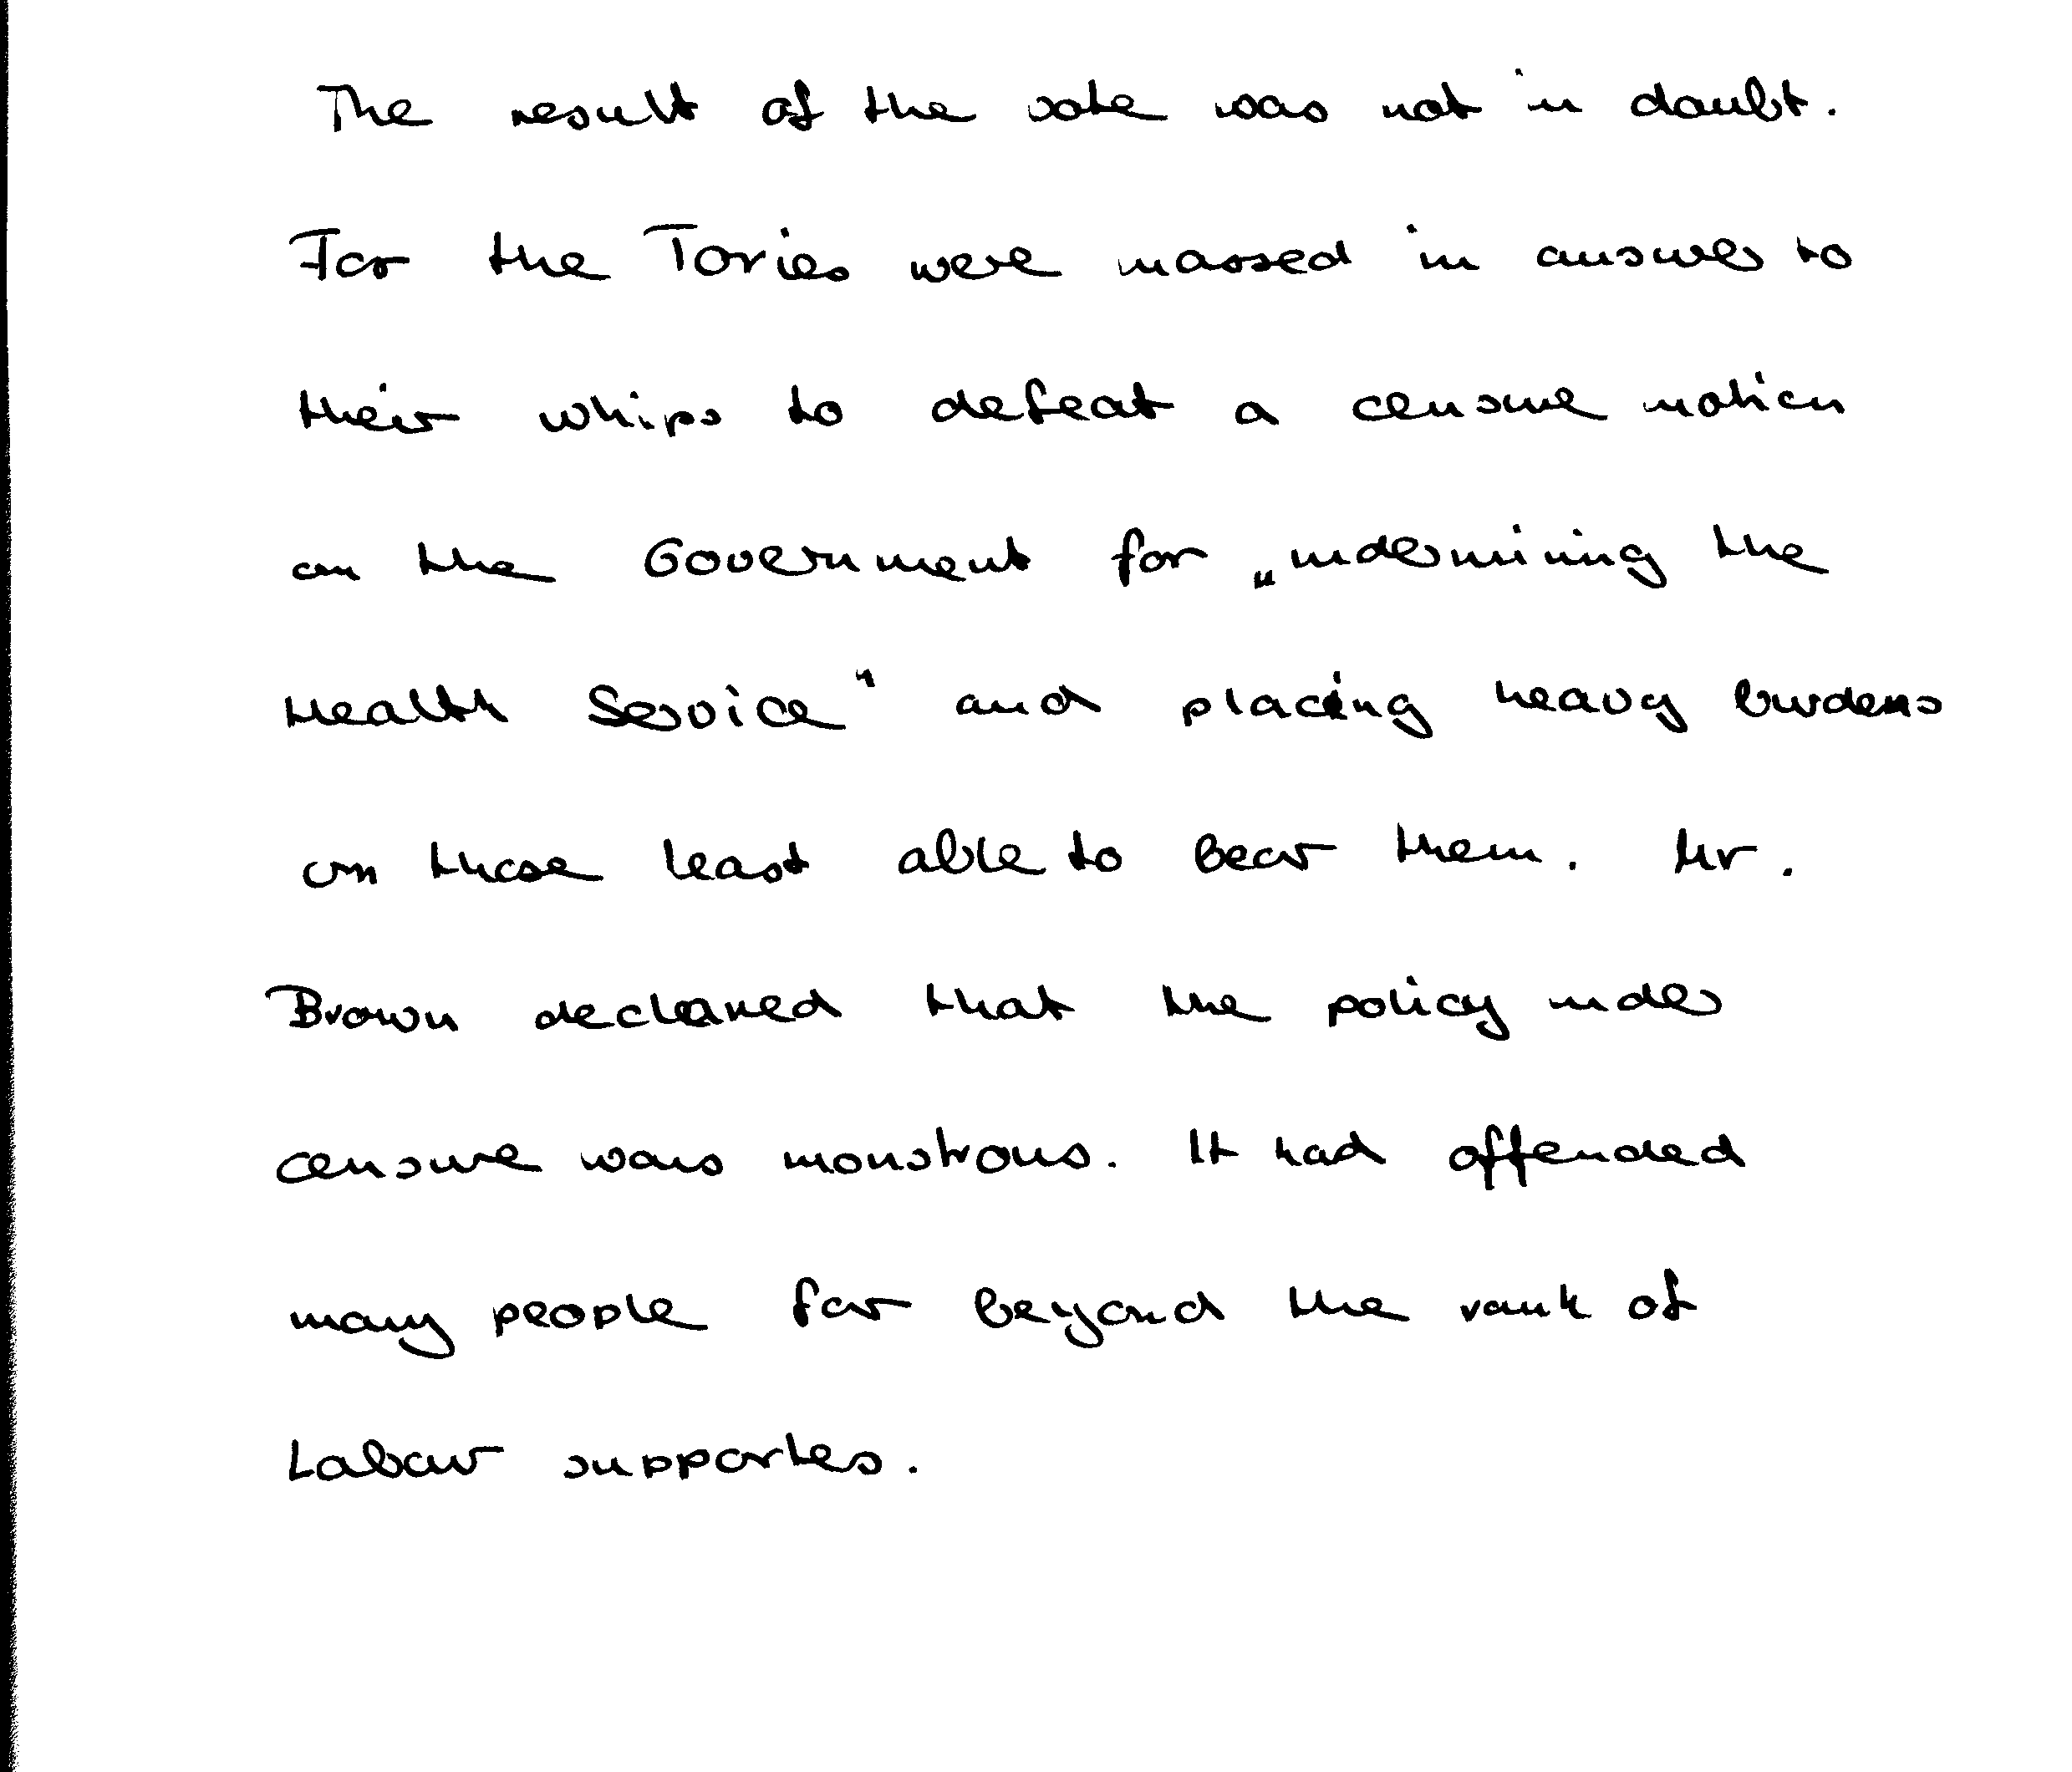 The result of the vote was not in doubt.
For the Tories were massed in answer to
their whips to defeat a censure motion
on the Government for „undermining the
Health Service" and placing heavy burdens
on those least able to bear them. Mr.
Brown declared that the policy under
censure was monstrous. It had offended
many people far beyond the rank of
Labour supporters.